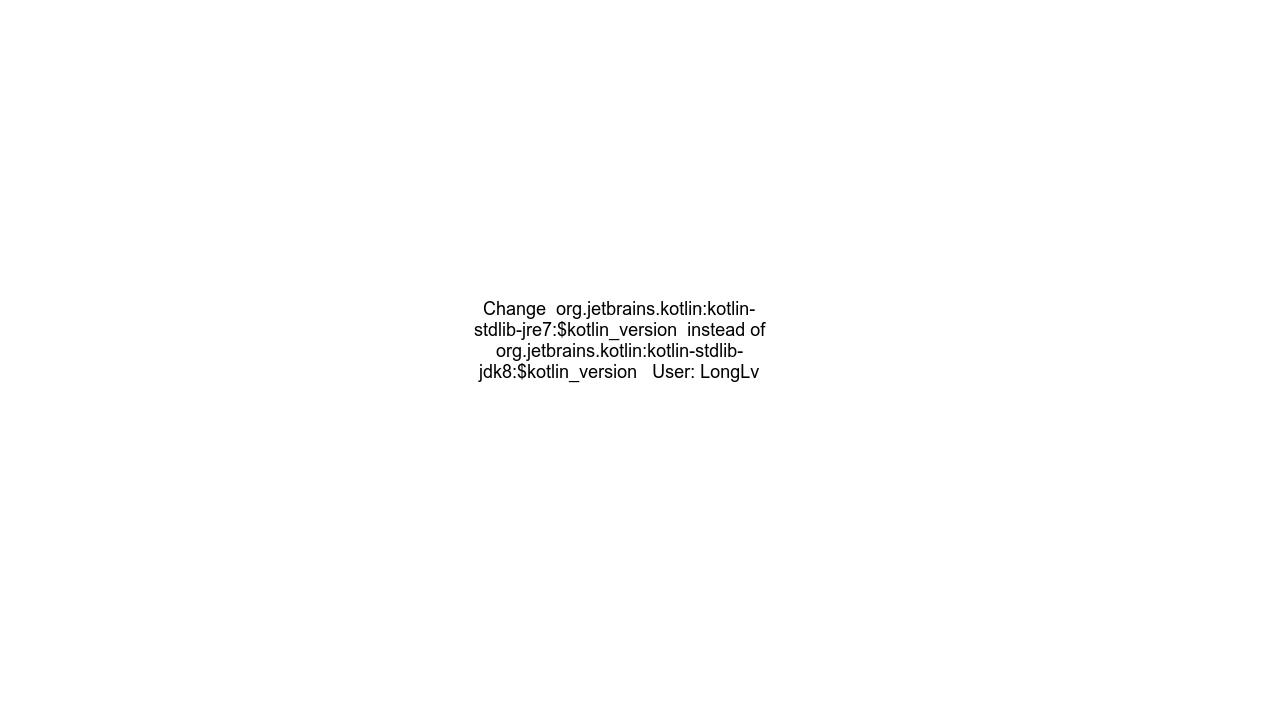 Change  org.jetbrains.kotlin:kotlin-
stdlib-jre7:$kotlin_version  instead of
org.jetbrains.kotlin:kotlin-stdlib-
jdk8:$kotlin_version   User: LongLv